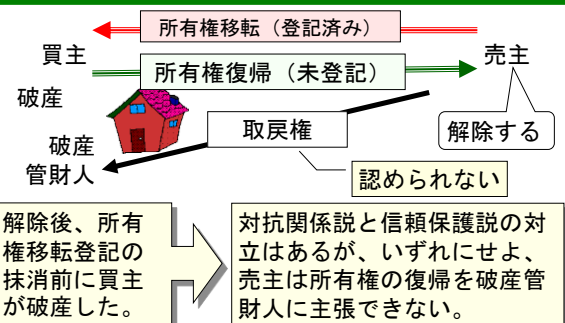 所有権移転（登記済み）
買主
売主
所有権復帰（未登記）
破産
取戻権
解除する
破産
管財人
認められない
解除後、所有
権移転登記の
抹消前に買主
が破産した。
対抗関係説と信頼保護説の対
立はあるが、いずれにせよ、
売主は所有権の復帰を破産管
財人に主張できない。